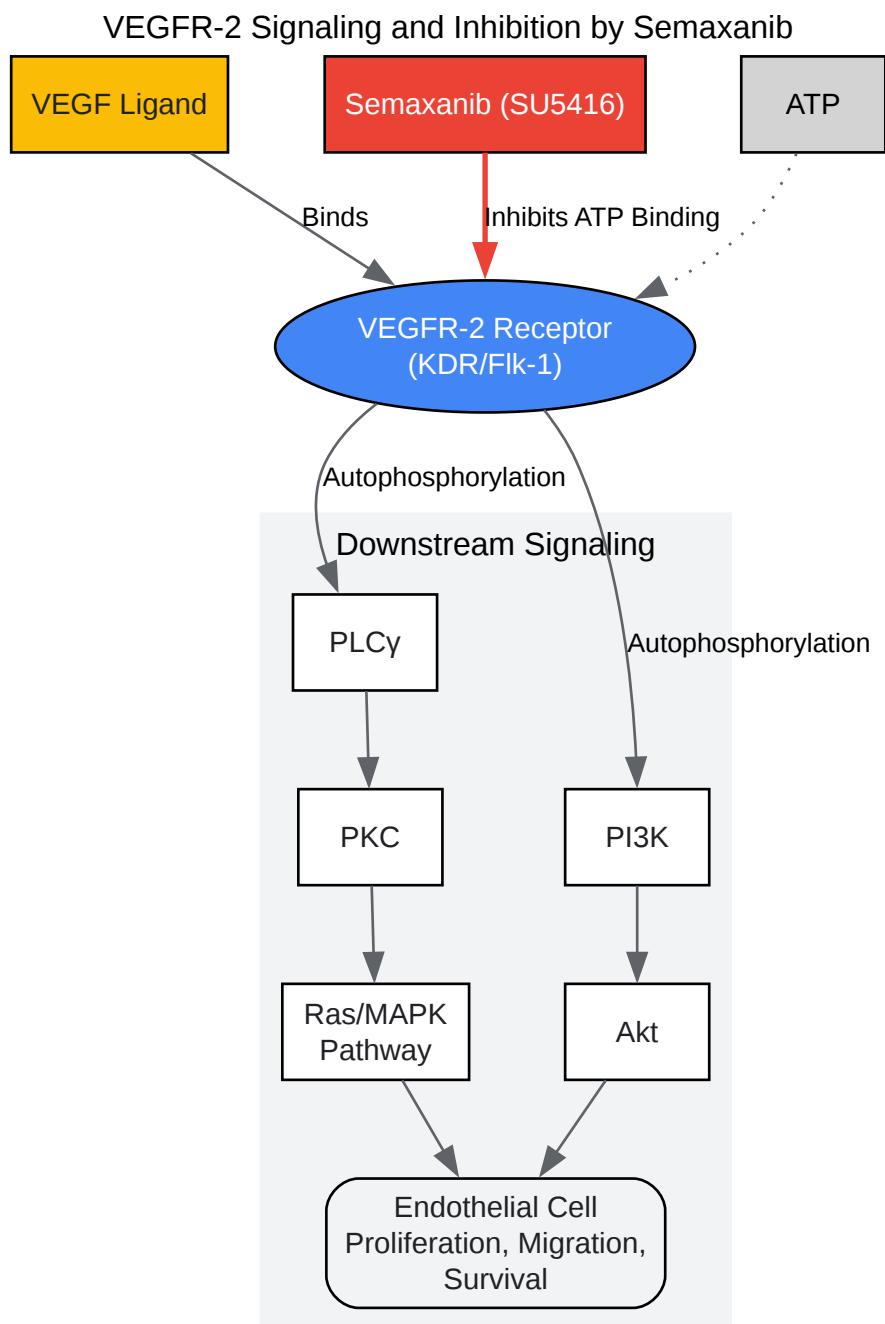 VEGFR-2 Signaling and Inhibition by Semaxanib
VEGF Ligand
Semaxanib (SU5416)
ATP
Binds
Inhibits ATP Binding
VEGFR-2 Receptor
(KDR/Flk-1)
Autophosphorylation
Downstream Signaling
PLCγ
Autophosphorylation
PKC
PI3K
Ras/MAPK
Pathway
Akt
Endothelial Cell
Proliferation, Migration,
Survival